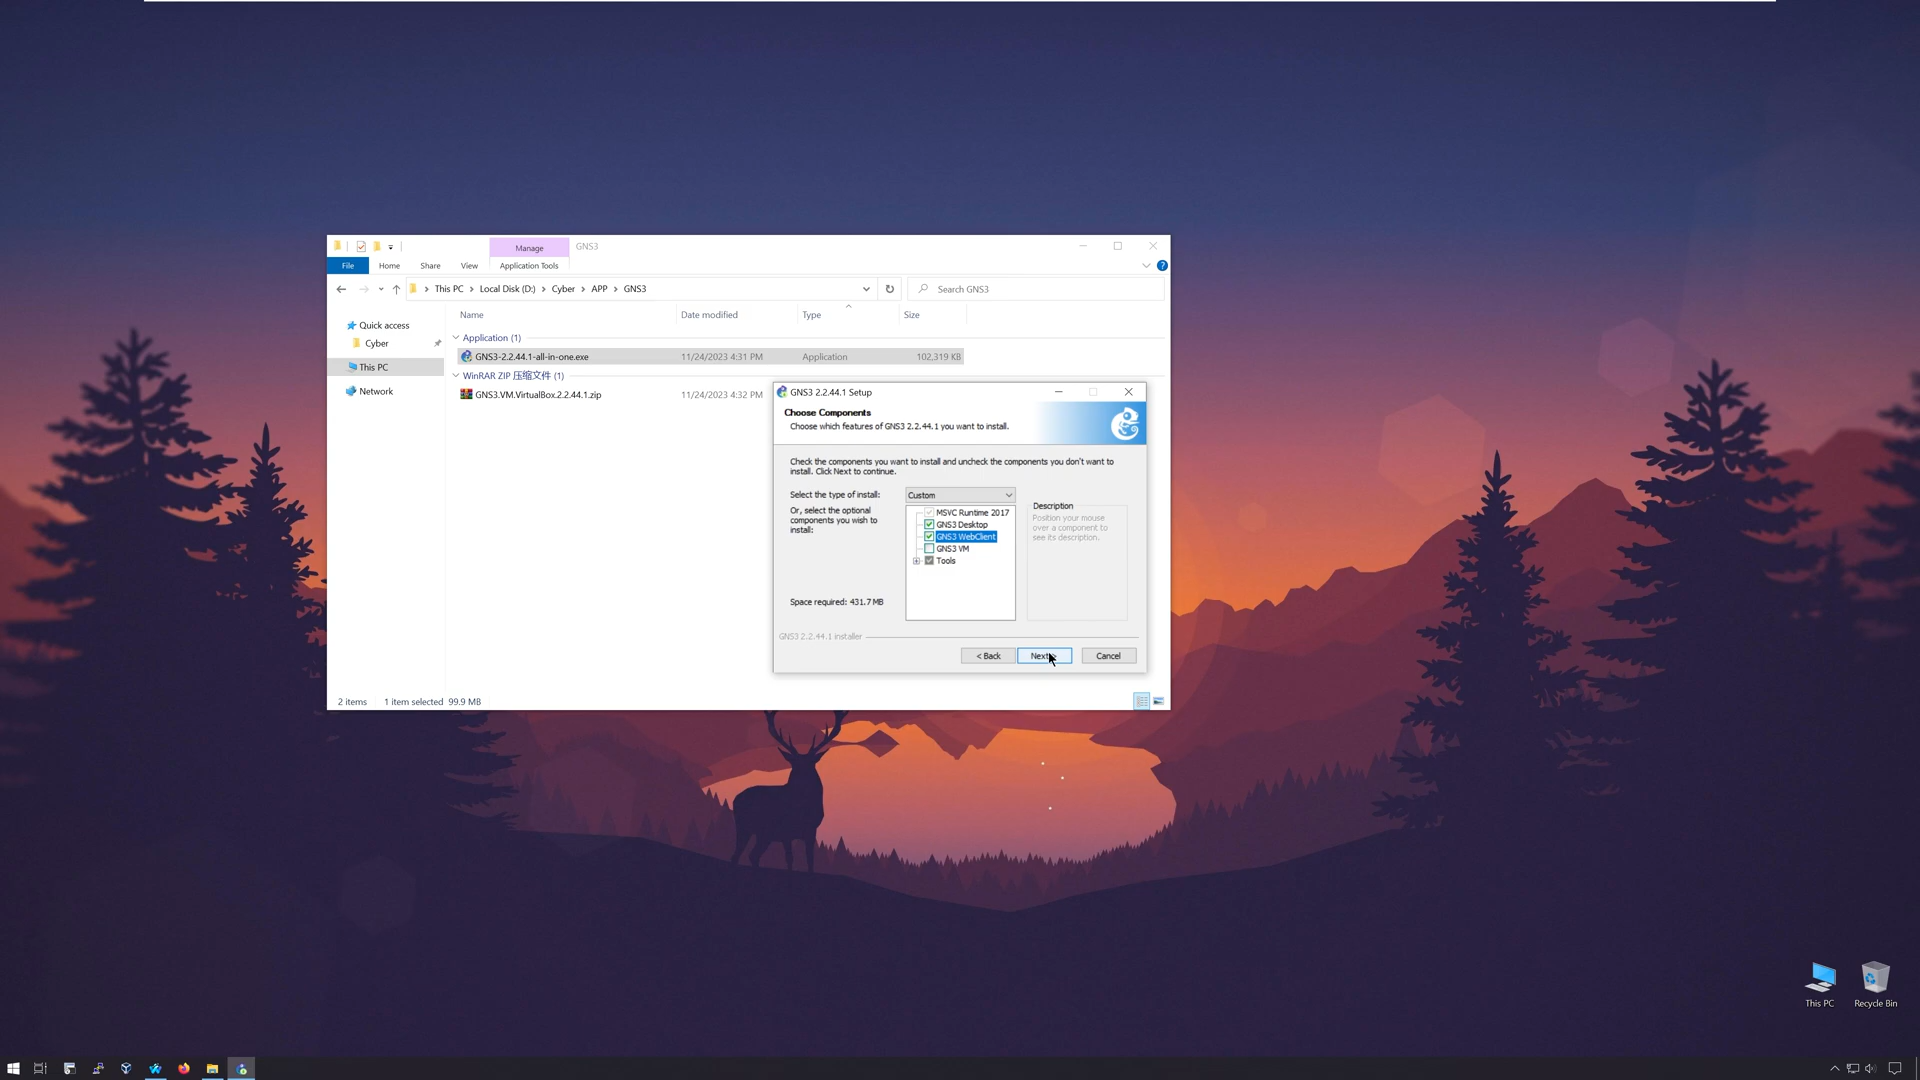 Manage
GNS3
File
Home
Share
View
Application Tools
This PC
Local Disk (D:)
Cyber
APP
GNS3
Search GNS3
Name
Date modified
Type
Size
Quick access
Cyber
This PC
Network
Application (1)
GNS3-2.2.44.1-all-in-one.exe
11/24/2023 4:31 PM
Application
102,319 KB
WinRAR ZIP 压缩文件 (1)
GNS3.VM.VirtualBox.2.2.44.1.zip
11/24/2023 4:32 PM
2 items
1 item selected 99.9 MB
GNS3 2.2.44.1 Setup
Choose Components
Choose which features of GNS3 2.2.44.1 you want to install.
Check the components you want to install and uncheck the components you don't want to
install. Click Next to continue.
Select the type of install:
Custom
Or, select the optional
components you wish to
install:
MSVC Runtime 2017
GNS3 Desktop
GNS3 WebClient
GNS3 VM
Tools
Description
Position your mouse
over a component to
see its description.
Space required: 431.7 MB
GNS3 2.2.44.1 installer
< Back
Next
Cancel
This PC
Recycle Bin